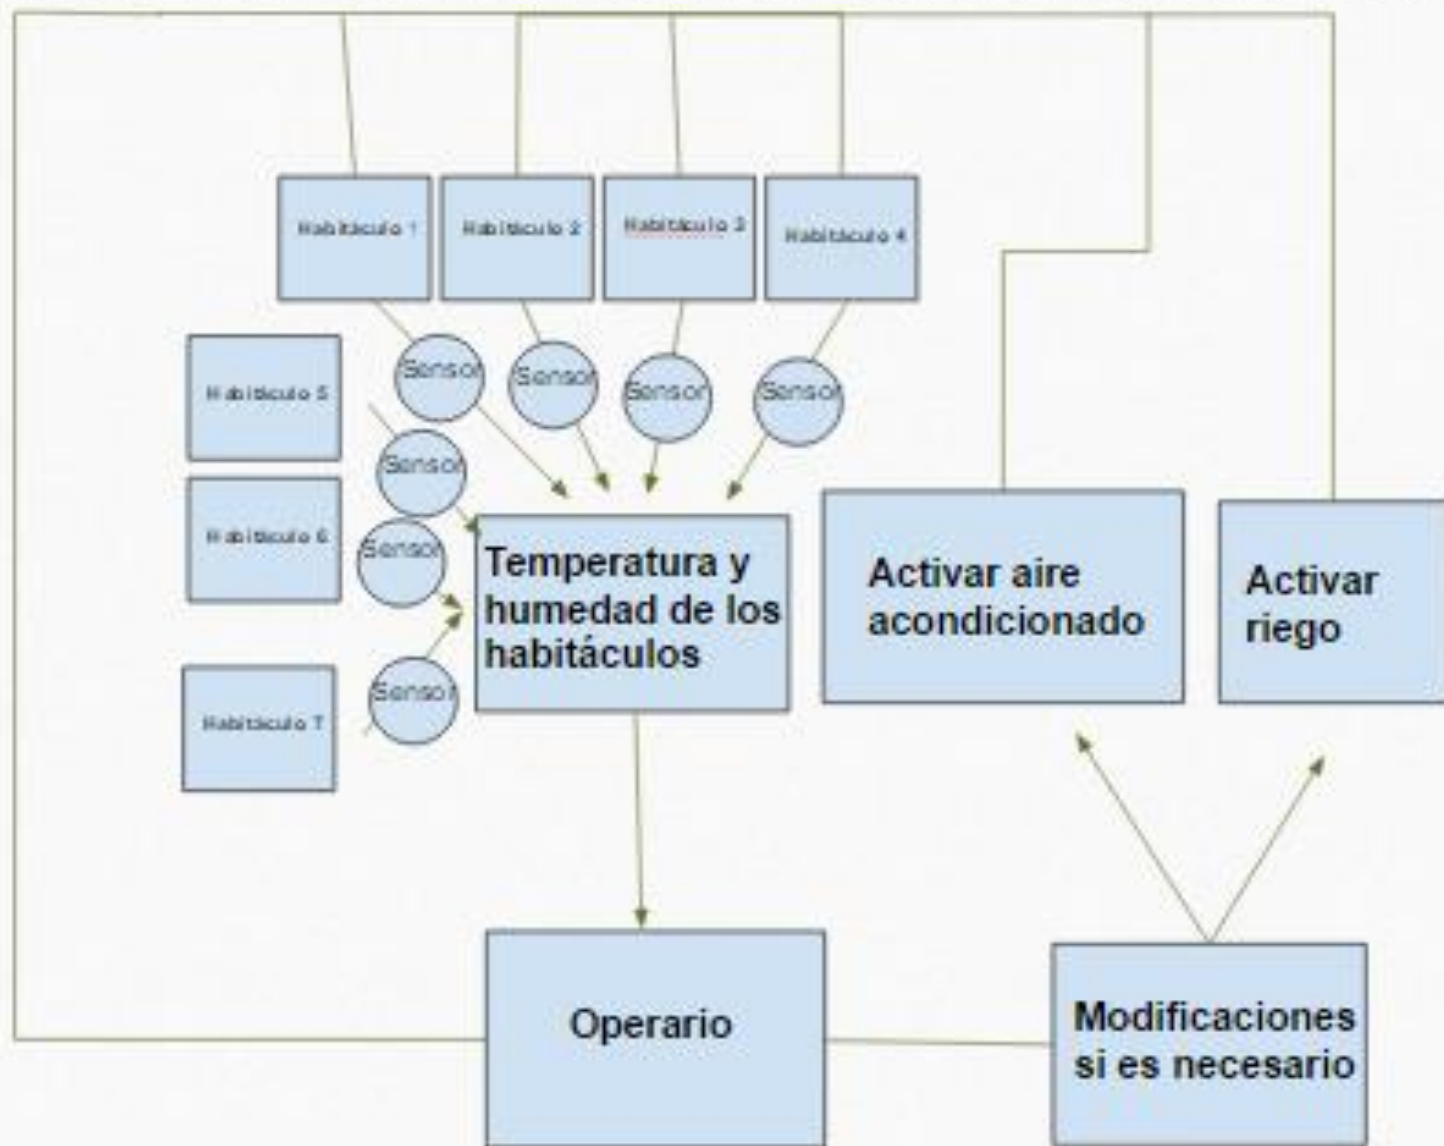 Habitáculo 1
Habitáculo 2
Habitáculo 3
Habitáculo 4
Sensor
Sensor
Sensor
Sensor
Habitáculo 5
Sensor
Habitáculo 6
Sensor
Habitáculo 7
Sensor
Temperatura y
humedad de los
habitáculos
Activar aire
acondicionado
Activar
riego
Operario
Modificaciones
si es necesario